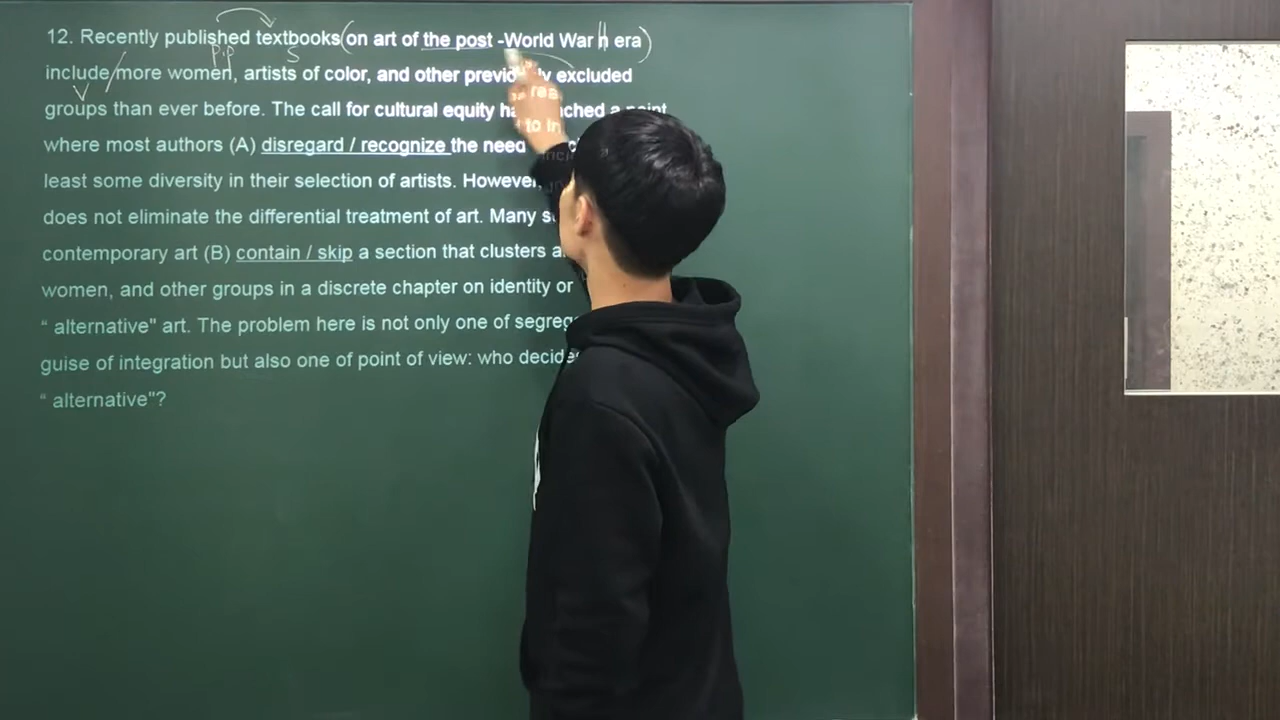 12. Recently published textbooks (on art of the post -World War II era)
p.p S
include / more women, artists of color, and other excluded
V
groups than ever before. The call for cultural equity a point
where most authors (A) disregard / recognize the need
least some diversity in their selection of artists. However,
does not eliminate the differential treatment of art. Many
contemporary art (B) contain / skip a section that clusters
women, and other groups in a discrete chapter on identity or
“ alternative" art. The problem here is not only one of
guise of integration but also one of point of view: who
“ alternative"?